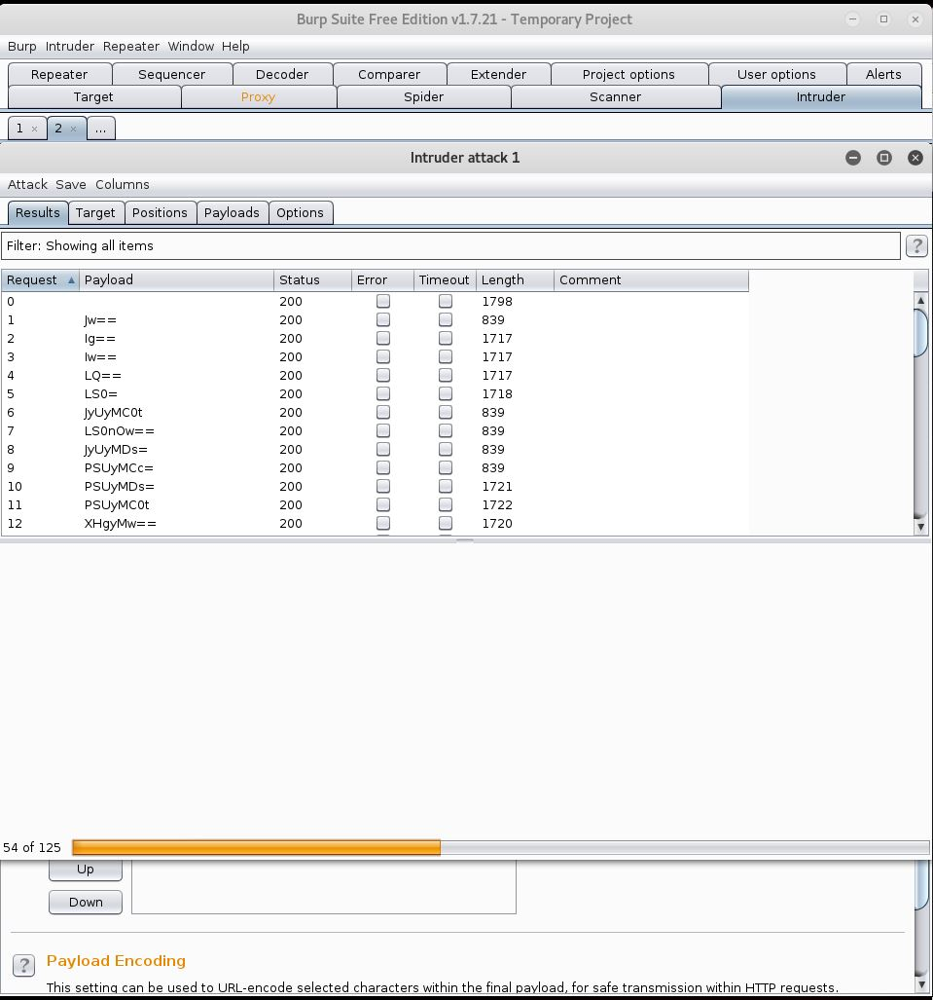 Burp Suite Free Edition v1.7.21 - Temporary Project
Burp Intruder Repeater Window Help
Repeater Sequencer Decoder Comparer Extender Project options User options Alerts
Target Proxy Spider Scanner Intruder
1 × 2 × ...
Intruder attack 1
Attack Save Columns
Results Target Positions Payloads Options
Filter: Showing all items ?
Request Payload Status Error Timeout Length Comment
0 200 1798
1 Jw== 200 839
2 Ig== 200 1717
3 Iw== 200 1717
4 LQ== 200 1717
5 LS0= 200 1718
6 JyUyMC0t 200 839
7 LS0nOw== 200 839
8 JyUyMDs= 200 839
9 PSUyMCc= 200 839
10 PSUyMDs= 200 1721
11 PSUyMC0t 200 1722
12 XHgyMw== 200 1720
54 of 125
Up
Down
? Payload Encoding
This setting can be used to URL-encode selected characters within the final payload, for safe transmission within HTTP requests.